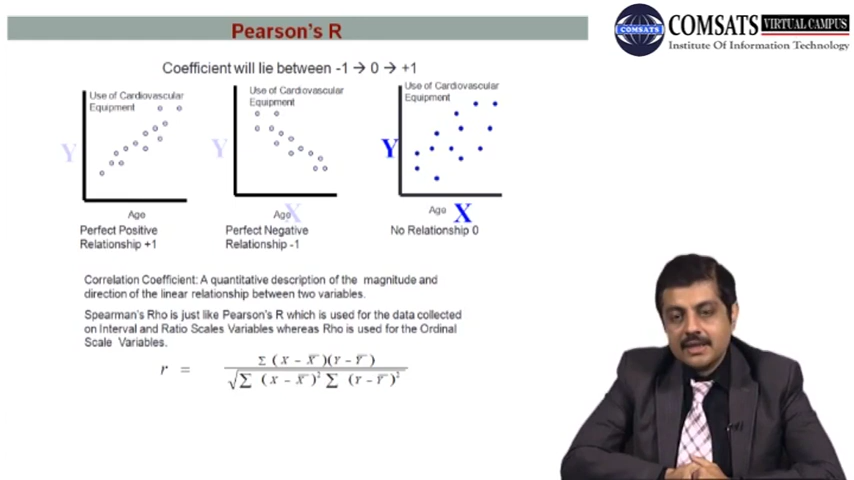 Pearson's R
COMSATS VIRTUAL CAMPUS
COMSATS
Institute Of Information Technology
Coefficient will lie between -1 → 0 → +1
Use of Cardiovascular
Equipment
Y
Age
Perfect Positive
Relationship +1
Use of Cardiovascular
Equipment
Y
Age
X
Perfect Negative
Relationship -1
Use of Cardiovascular
Equipment
Y
Age
X
No Relationship 0
Correlation Coefficient: A quantitative description of the magnitude and
direction of the linear relationship between two variables.
Spearman's Rho is just like Pearson's R which is used for the data collected
on Interval and Ratio Scales Variables whereas Rho is used for the Ordinal
Scale Variables.
r = Σ (x − x̄)(Y − Ȳ) / √Σ (x − x̄)² Σ (Y − Ȳ)²